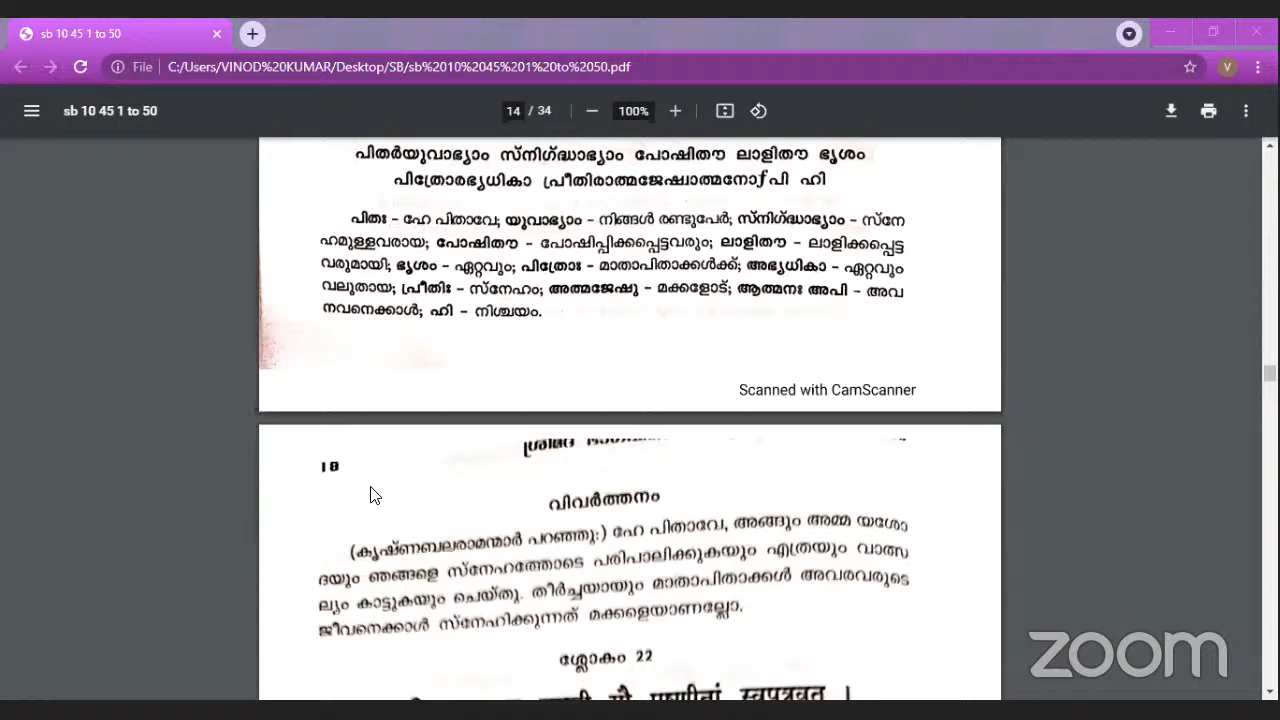 sb 10 45 1 to 50
File C:/Users/VINOD%20KUMAR/Desktop/SB/sb%2010%2045%201%20to%2050.pdf V
sb 10 45 1 to 50 14 / 34 100%
പിതർയുവാഭ്യാം സ്നിഗ്ദ്ധാഭ്യാം പോഷിതൗ ലാളിതൗ ഭൃശം
പിത്രോരഭ്യധികാ പ്രീതിരാത്മജേഷ്വാത്മനോƒപി ഹി
പിതഃ – ഹേ പിതാവേ; യുവാഭ്യാം – നിങ്ങൾ രണ്ടുപേർ; സ്നിഗ്ദ്ധാഭ്യാം – സ്നേ
ഹമുള്ളവരായ; പോഷിതൗ – പോഷിപ്പിക്കപ്പെട്ടവരും; ലാളിതൗ – ലാളിക്കപ്പെട്ട
വരുമായി; ഭൃശം – ഏറ്റവും; പിത്രോഃ – മാതാപിതാക്കൾക്ക്; അഭ്യധികാ – ഏറ്റവും
വലുതായ; പ്രീതിഃ – സ്നേഹം; അത്മജേഷു – മക്കളോട്; ആത്മനഃ അപി – അവ
നവനെക്കാൾ; ഹി – നിശ്ചയം.
Scanned with CamScanner
18
വിവർത്തനം
(കൃഷ്ണബലരാമന്മാർ പറഞ്ഞു:) ഹേ പിതാവേ, അങ്ങും അമ്മ യശോ
ദയും ഞങ്ങളെ സ്നേഹത്തോടെ പരിപാലിക്കുകയും എത്രയും വാത്സ
ല്യം കാട്ടുകയും ചെയ്തു. തീർച്ചയായും മാതാപിതാക്കൾ അവരവരുടെ
ജീവനെക്കാൾ സ്നേഹിക്കുന്നത് മക്കളെയാണല്ലോ.
ശ്ലോകം 22
zoom